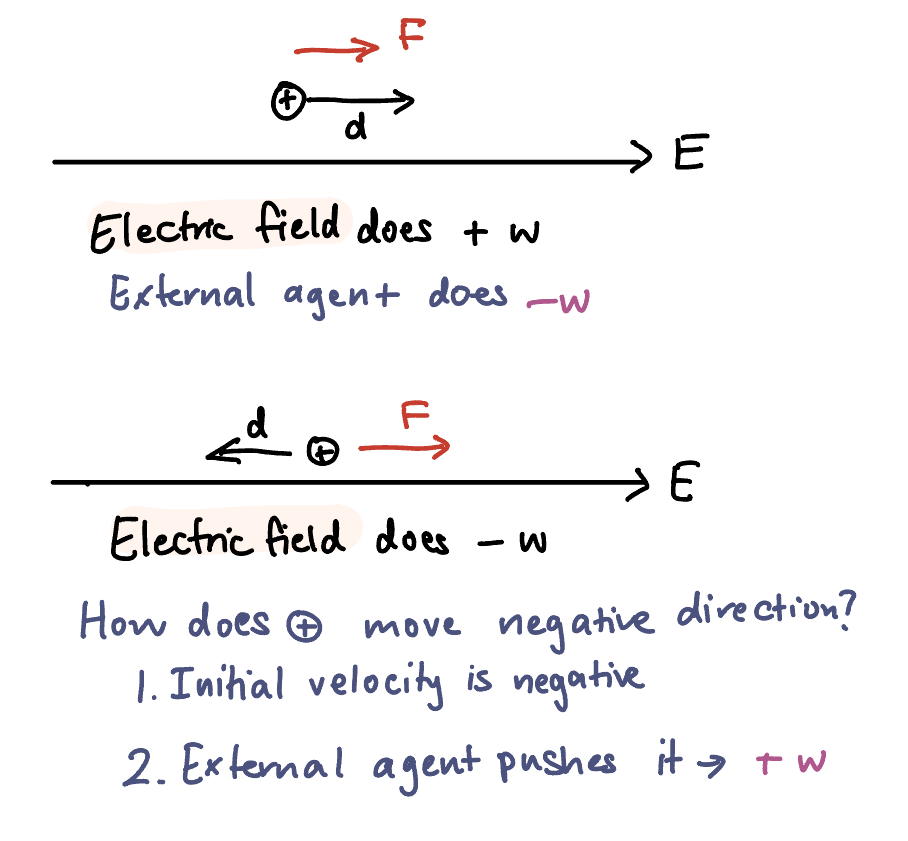 F
⊕
d
E
Electric field does + w
External agent does -w
d
F
⊕
E
Electric field does - w
How does ⊕ move negative direction?
1. Initial velocity is negative
2. External agent pushes it → + w